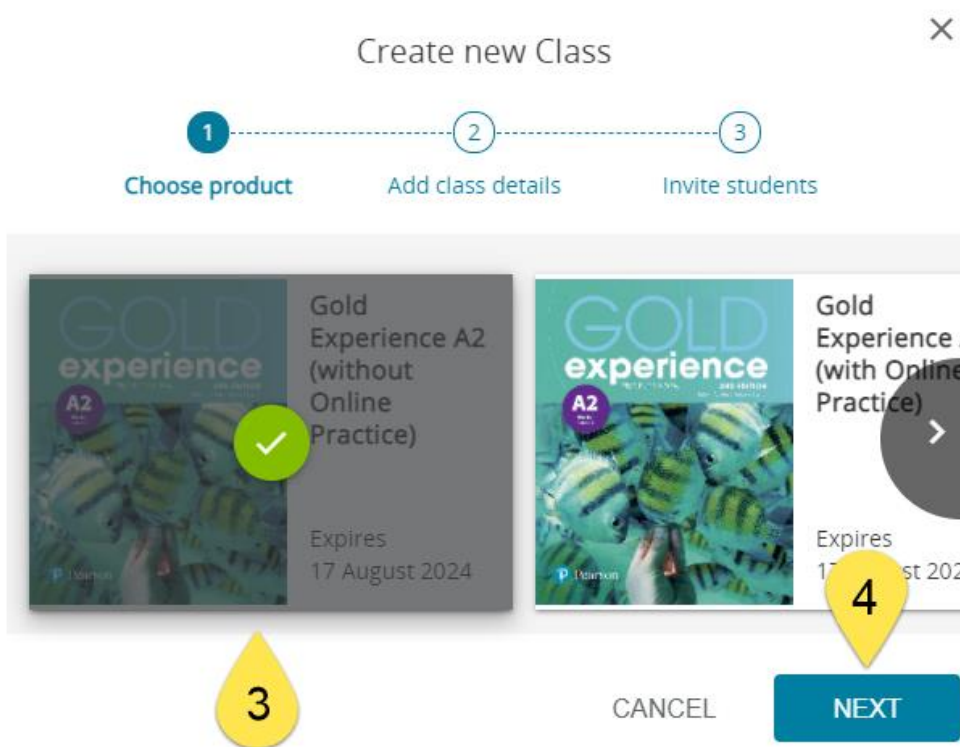 Create new Class
1
2
3
Choose product
Add class details
Invite students
GOLD
experience
A2
Pearson
Gold
Experience A2
(without
Online
Practice)
Expires
17 August 2024
GOLD
experience
A2
Pearson
Gold
Experience
(with Online
Practice)
Expires
3
4
CANCEL
NEXT